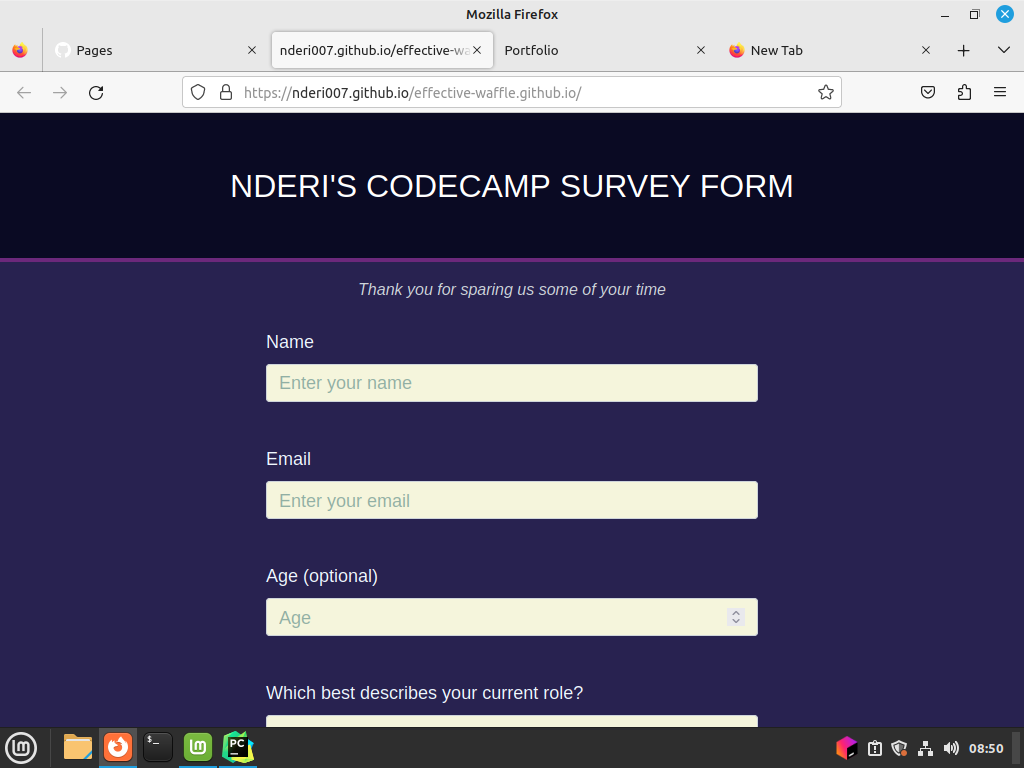 Mozilla Firefox
Pages
nderi007.github.io/effective-wa
Portfolio
New Tab
https://nderi007.github.io/effective-waffle.github.io/
NDERI'S CODECAMP SURVEY FORM
Thank you for sparing us some of your time
Name
Enter your name
Email
Enter your email
Age (optional)
Age
Which best describes your current role?
$_
PC
08:50